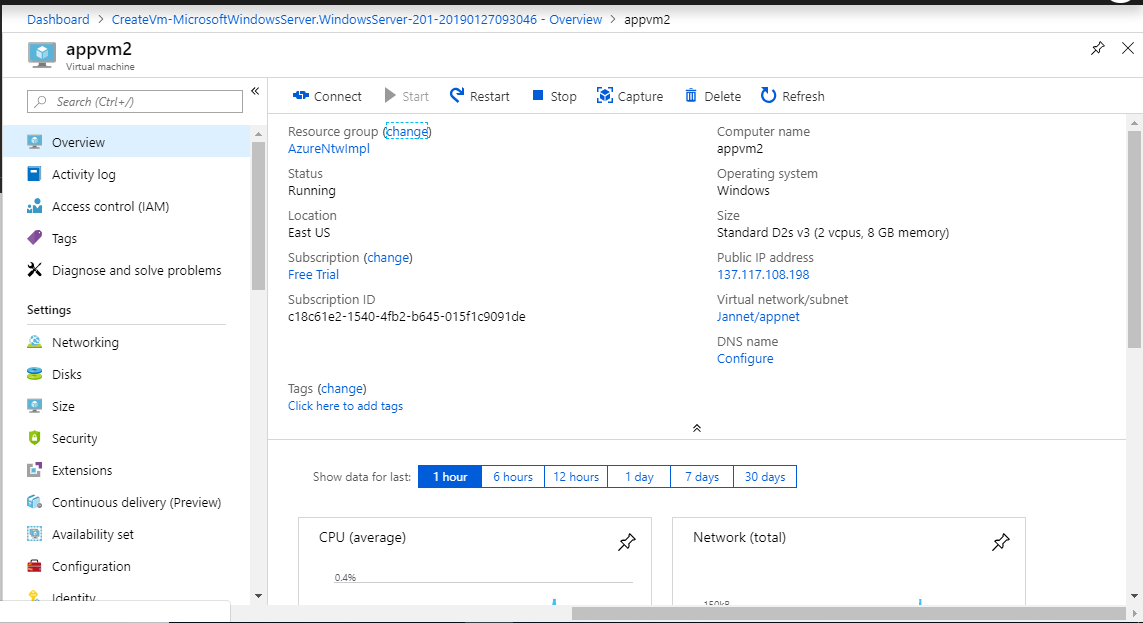 Dashboard > CreateVm-MicrosoftWindowsServer.WindowsServer-201-20190127093046 - Overview > appvm2
appvm2
Virtual machine
Search (Ctrl+/)
«
Overview
Activity log
Access control (IAM)
Tags
Diagnose and solve problems
Settings
Networking
Disks
Size
Security
Extensions
Continuous delivery (Preview)
Availability set
Configuration
Identity
Connect Start Restart Stop Capture Delete Refresh
Resource group (change)
AzureNtwImpl
Status
Running
Location
East US
Subscription (change)
Free Trial
Subscription ID
c18c61e2-1540-4fb2-b645-015f1c9091de
Computer name
appvm2
Operating system
Windows
Size
Standard D2s v3 (2 vcpus, 8 GB memory)
Public IP address
137.117.108.198
Virtual network/subnet
Jannet/appnet
DNS name
Configure
Tags (change)
Click here to add tags
Show data for last: 1 hour 6 hours 12 hours 1 day 7 days 30 days
CPU (average)
0.4%
Network (total)
150kB